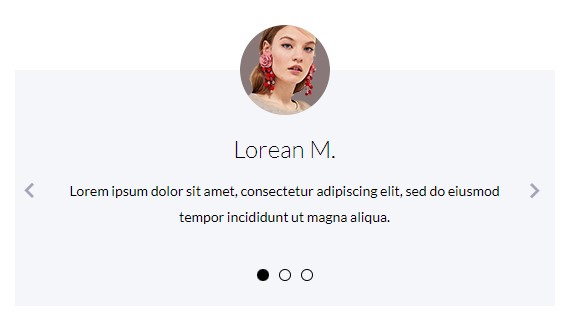 Lorean M.
Lorem ipsum dolor sit amet, consectetur adipiscing elit, sed do eiusmod
tempor incididunt ut magna aliqua.